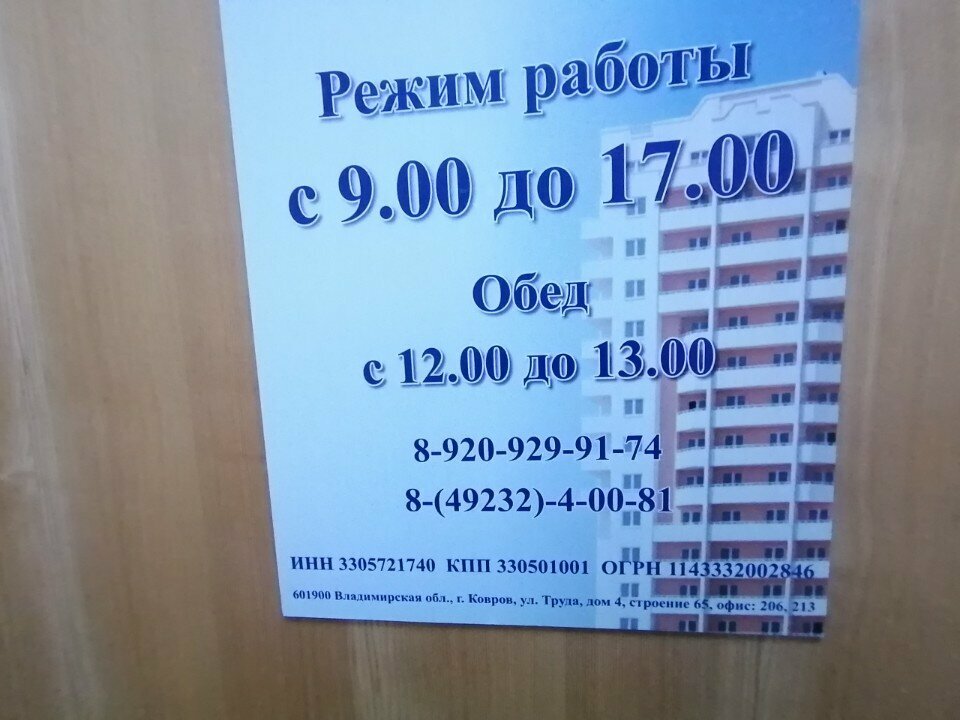 Режим работы
с 9.00 до 17.00
Обед
с 12.00 до 13.00
8-920-929-91-74
8-(49232)-4-00-81
ИНН 3305721740 КПП 330501001 ОГРН 1143332002846
601900 Владимирская обл., г. Ковров, ул. Труда, дом 4, строение 65, офис: 206, 213